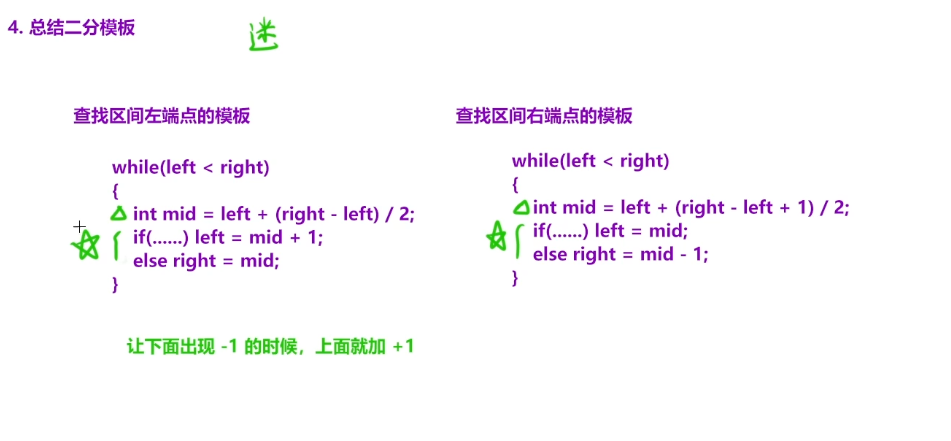 4. 总结二分模板
迷
查找区间左端点的模板
while(left < right)
{
int mid = left + (right - left) / 2;
if(......) left = mid + 1;
else right = mid;
}
查找区间右端点的模板
while(left < right)
{
int mid = left + (right - left + 1) / 2;
if(......) left = mid;
else right = mid - 1;
}
让下面出现 -1 的时候，上面就加 +1